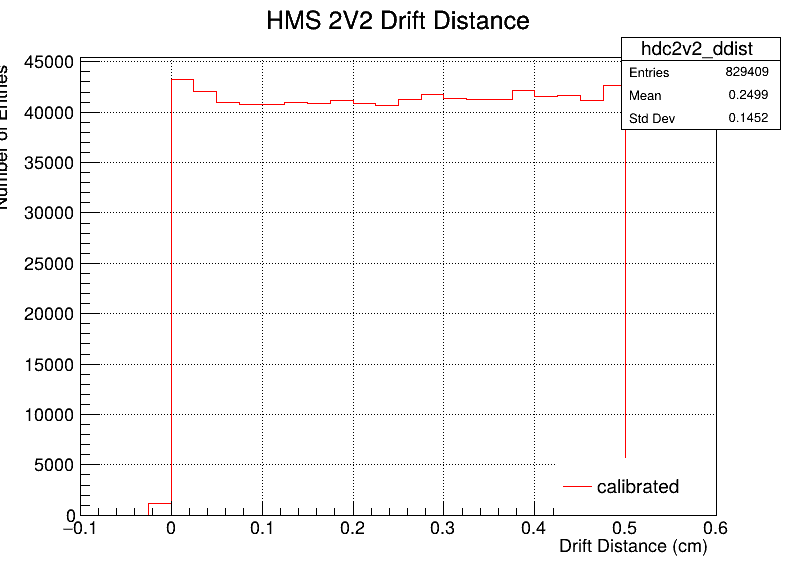 HMS 2V2 Drift Distance
hdc2v2_ddist
Entries 829409
Mean 0.2499
Std Dev 0.1452
Number of Entries
45000
40000
35000
30000
25000
20000
15000
10000
5000
0
calibrated
−0.1 0 0.1 0.2 0.3 0.4 0.5 0.6
Drift Distance (cm)